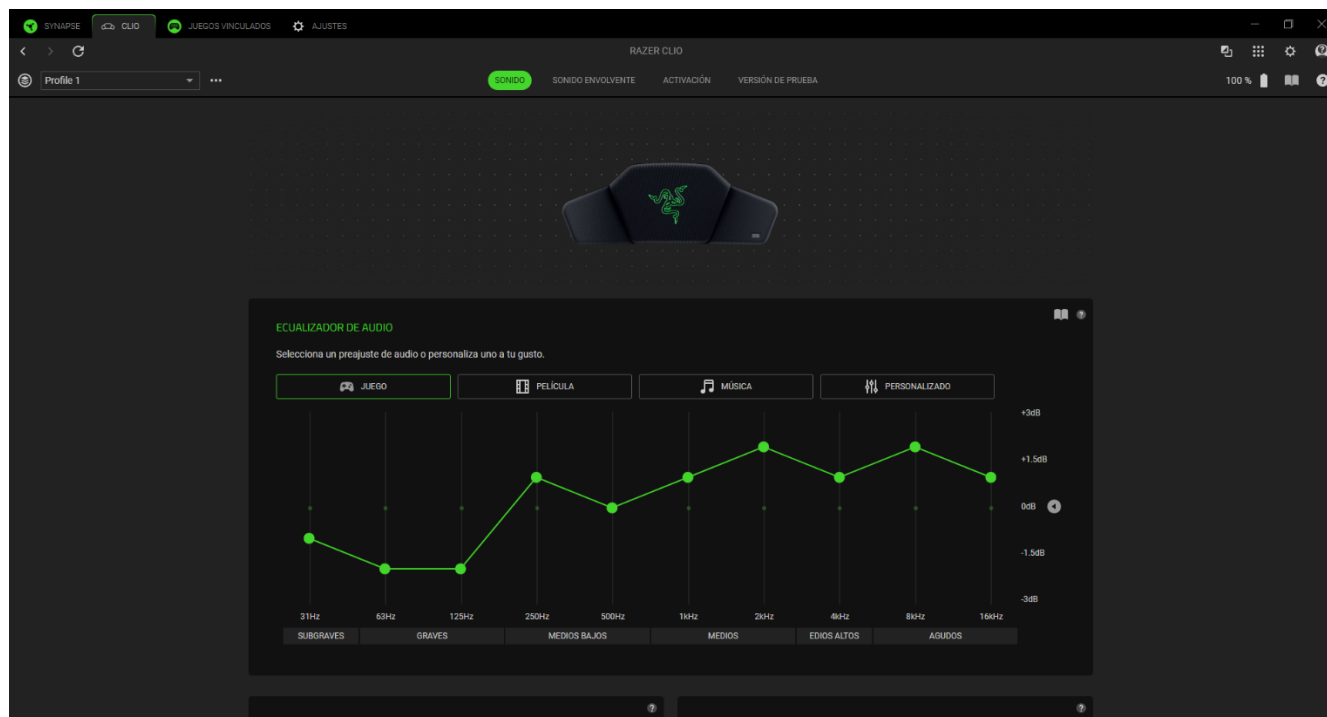 SYNAPSE CLIO JUEGOS VINCULADOS AJUSTES
RAZER CLIO
Profile 1 SONIDO SONIDO ENVOLVENTE ACTIVACIÓN VERSIÓN DE PRUEBA 100 %
ECUALIZADOR DE AUDIO
Selecciona un preajuste de audio o personaliza uno a tu gusto.
JUEGO PELÍCULA MÚSICA PERSONALIZADO
+3dB
+1.5dB
0dB
-1.5dB
-3dB
31Hz 63Hz 125Hz 250Hz 500Hz 1kHz 2kHz 4kHz 8kHz 16kHz
SUBGRAVES GRAVES MEDIOS BAJOS MEDIOS EDIOS ALTOS AGUDOS